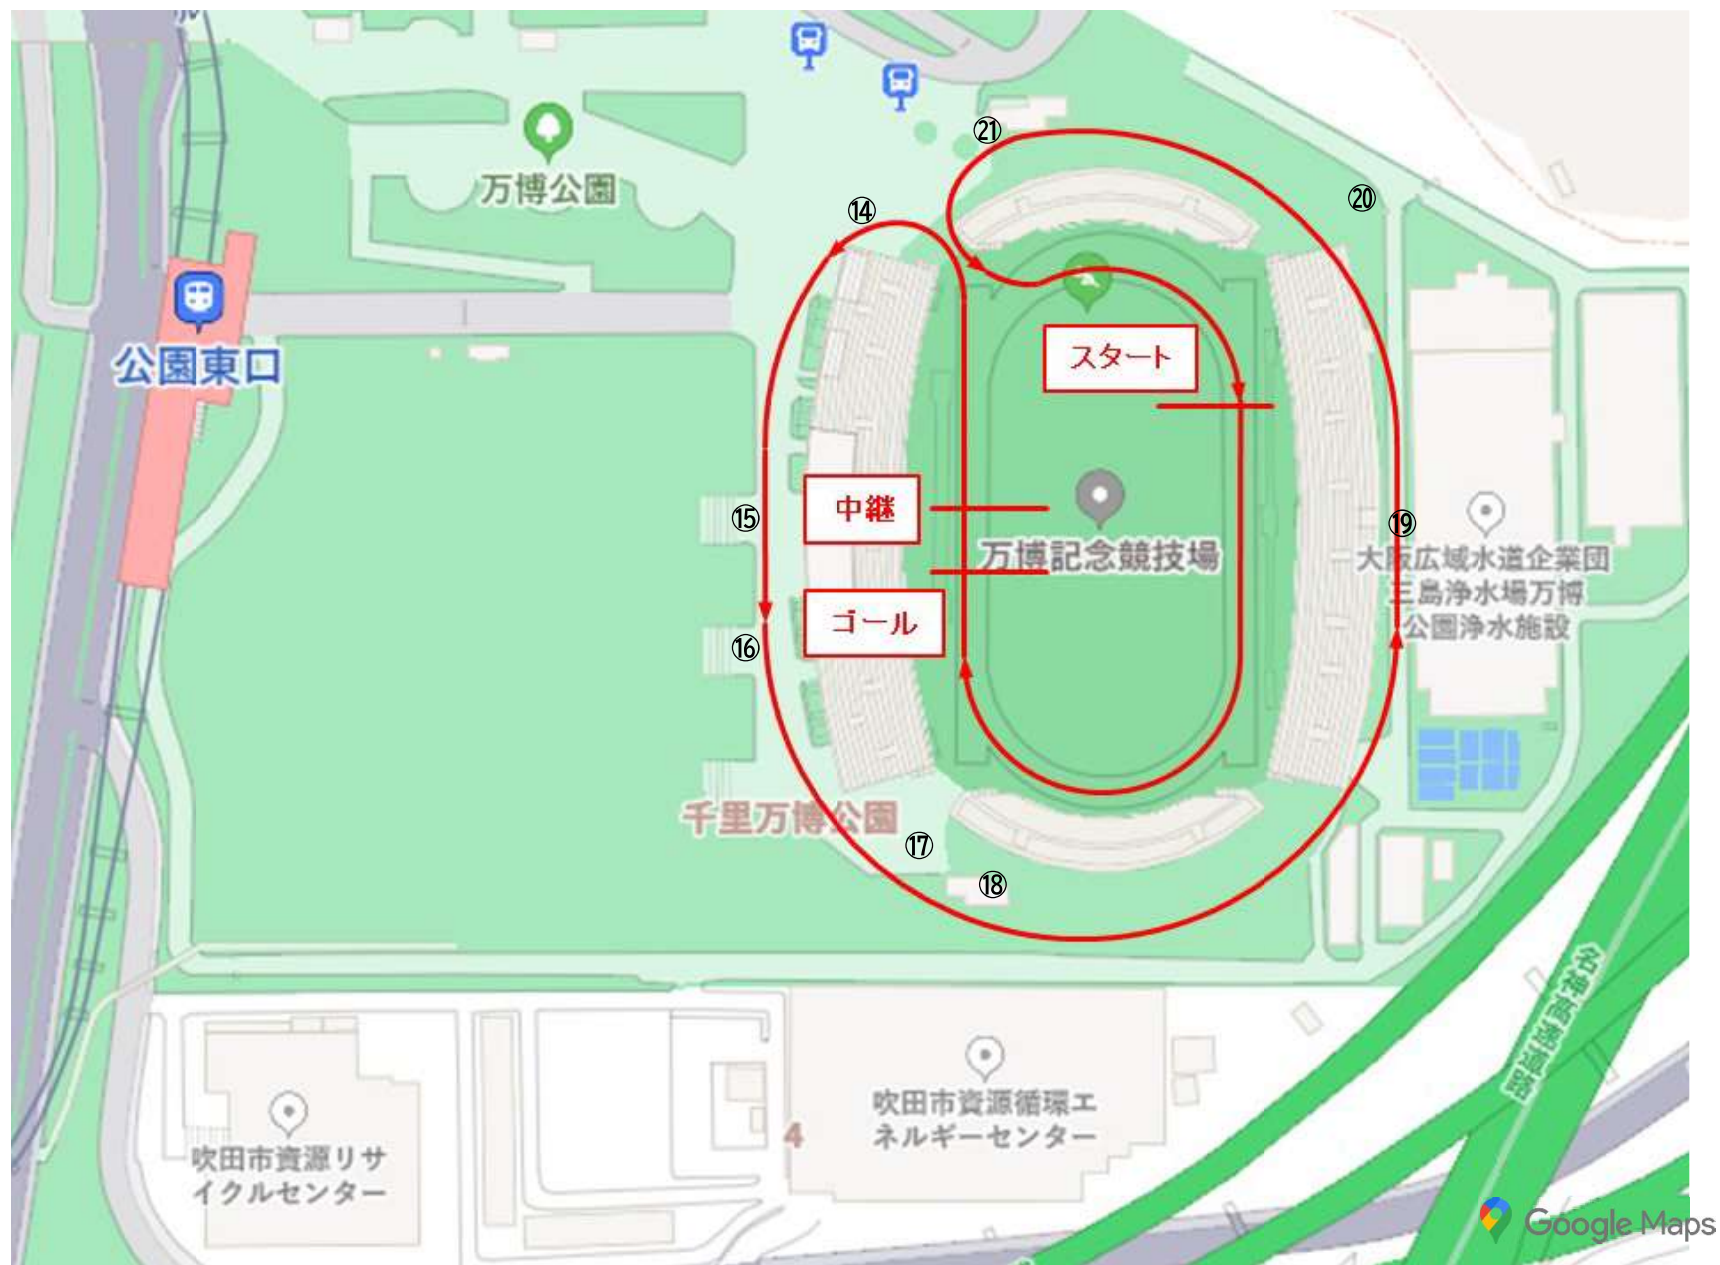 ㉑
⑭
⑳
万博公園
公園東口
スタート
中継
⑮
⑲
万博記念競技場
大阪広域水道企業団
三島浄水場万博
公園浄水施設
ゴール
⑯
千里万博公園
⑰
⑱
名神高速道路
吹田市資源循環エ
ネルギーセンター
4
吹田市資源リサ
イクルセンター
Google Maps